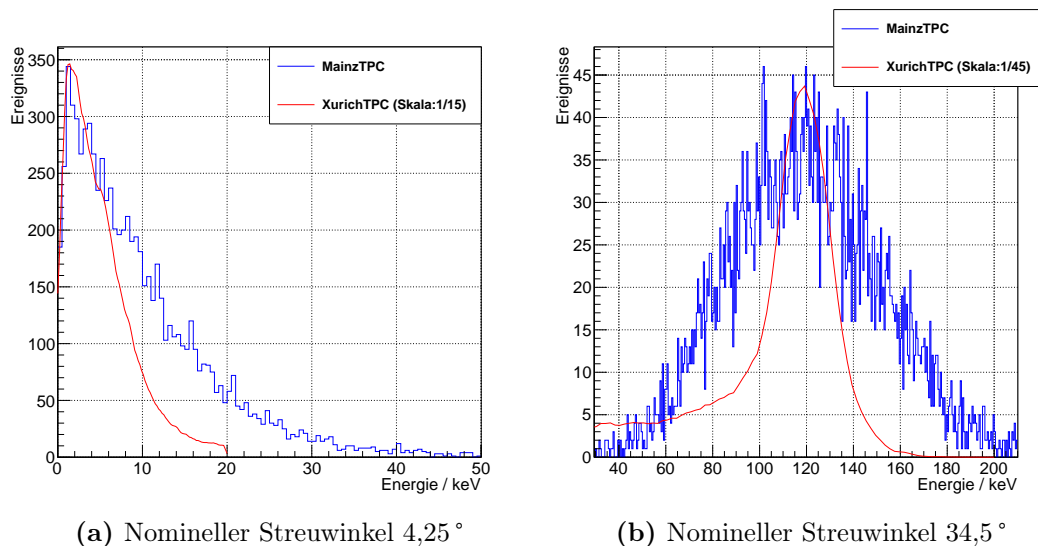 Ereignisse
350
300
250
200
150
100
50
0
0 10 20 30 40 50
Energie / keV
MainzTPC
XurichTPC (Skala:1/15)
(a) Nomineller Streuwinkel 4,25 °
Ereignisse
45
40
35
30
25
20
15
10
5
0
40 60 80 100 120 140 160 180 200
Energie / keV
MainzTPC
XurichTPC (Skala:1/45)
(b) Nomineller Streuwinkel 34,5 °